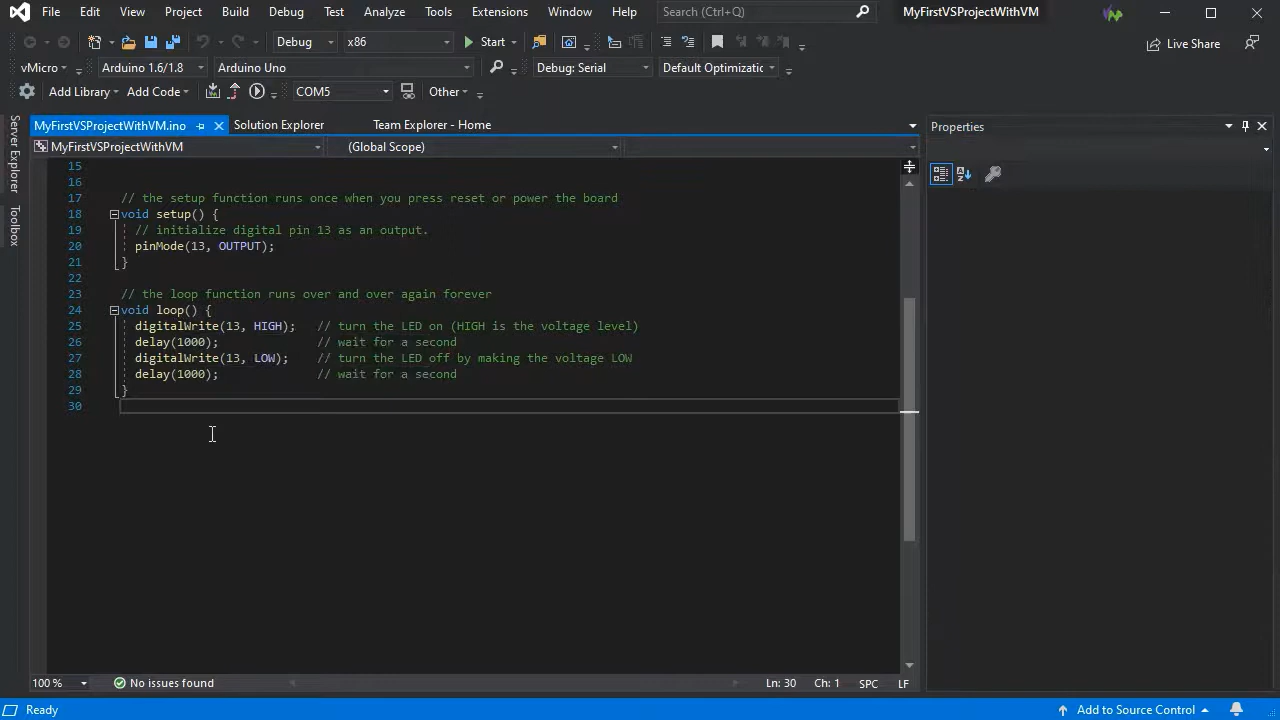 File Edit View Project Build Debug Test Analyze Tools Extensions Window Help Search (Ctrl+Q) MyFirstVSProjectWithVM
Debug x86 Start Live Share
vMicro Arduino 1.6/1.8 Arduino Uno Debug: Serial Default Optimizatic
Add Library Add Code COM5 Other
MyFirstVSProjectWithVM.ino Solution Explorer Team Explorer - Home Properties
MyFirstVSProjectWithVM (Global Scope)
Server Explorer
Toolbox
15
16
17 // the setup function runs once when you press reset or power the board
18 void setup() {
19 // initialize digital pin 13 as an output.
20 pinMode(13, OUTPUT);
21 }
22
23 // the loop function runs over and over again forever
24 void loop() {
25 digitalWrite(13, HIGH); // turn the LED on (HIGH is the voltage level)
26 delay(1000); // wait for a second
27 digitalWrite(13, LOW); // turn the LED off by making the voltage LOW
28 delay(1000); // wait for a second
29 }
30
100 % No issues found Ln: 30 Ch: 1 SPC LF
Ready Add to Source Control